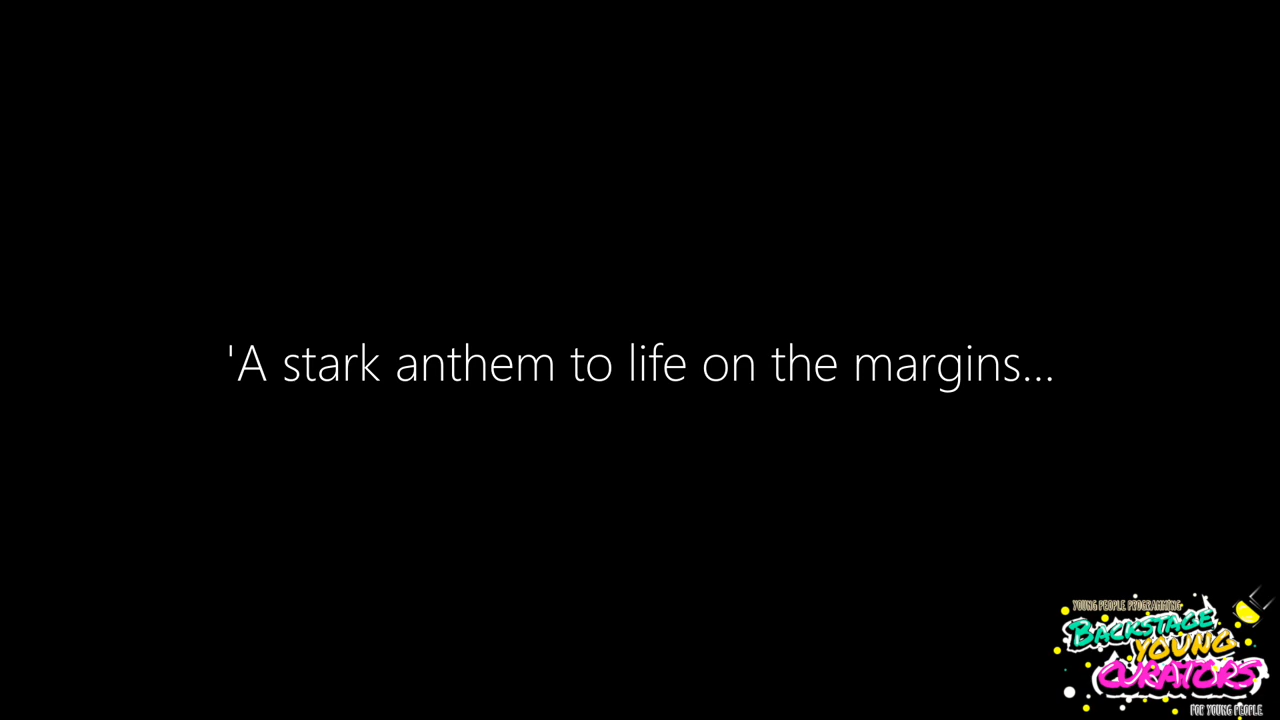 'A stark anthem to life on the margins...
YOUNG PEOPLE PROGRAMMING
BACKSTAGE
YOUNG
CURATORS
FOR YOUNG PEOPLE